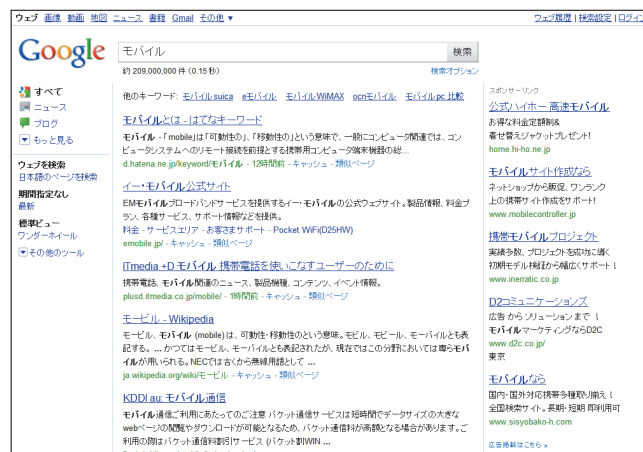 ウェブ 画像 動画 地図 ニュース 書籍 Gmail その他 ▼
ウェブ履歴 | 検索設定 | ログイン
Google
モバイル
検索
約 209,000,000 件 (0.15 秒)
検索オプション
すべて
ニュース
ブログ
もっと見る
ウェブを検索
日本語のページを検索
期間指定なし
最新
標準ビュー
ワンダーホイール
その他のツール
他のキーワード: モバイル suica eモバイル モバイル WiMAX ocnモバイル モバイル pc 比較
モバイルとは - はてなキーワード
モバイル - 「mobile」は「可動性の」、「移動性の」という意味で、一般にコンピュータ関連では、コン
ピュータシステムへのリモート接続を前提とする携帯用コンピュータ端末機器の総...
d.hatena.ne.jp/keyword/モバイル - 12時間前 - キャッシュ - 類似ページ
イー・モバイル公式サイト
EMモバイルブロードバンドサービスを提供するイー・モバイルの公式ウェブサイト。製品情報、料金プ
ラン、各種サービス、サポート情報などを提供。
料金 - サービスエリア - お客さまサポート - Pocket WiFi(D25HW)
emobile.jp/ - キャッシュ - 類似ページ
ITmedia +D モバイル 携帯電話を使いこなすユーザーのために
携帯電話、モバイル関連のニュース、製品機種、コンテンツ、イベント情報。
plusd.itmedia.co.jp/mobile/ - 1時間前 - キャッシュ - 類似ページ
モービル - Wikipedia
モービル、モバイル (mobile) は、可動性・移動性のという意味。モビル、モビール、モーバイルとも表
記する。 ... かつてはモービル、モーバイルとも表記されたが、現在ではこの分野においては専らモバ
イルが用いられる。NECでは古くから無線用語として ...
ja.wikipedia.org/wiki/モービル - キャッシュ - 類似ページ
KDDI au: モバイル通信
モバイル通信ご利用にあたってのご注意 パケット通信サービスは短時間でデータサイズの大きな
webページの閲覧やダウンロードが可能となるため、パケット通信料が高額となる場合があります。ご
利用の際はパケット通信料割引サービス (パケット割WIN ...
スポンサーリンク
公式ハイホー 高速モバイル
お得な料金定額制&
着せ替えジャケットプレゼント!
home.hi-ho.ne.jp
モバイルサイト作成なら
ネットショップから販促、ワンランク
上の携帯サイト作成をサポート!
www.mobilecontroller.jp
携帯モバイルプロジェクト
実績多数、プロジェクトを成功に導く
初期モデル検証から幅広くサポート!
www.inerratic.co.jp
D2コミュニケーションズ
広告 から ソリューション まで !
モバイルマーケティングならD2C
www.d2c.co.jp/
東京
モバイルなら
国内・国外対応携帯多種取り揃え!
全国検索サイト。長期・短期 即利用可
www.sisyobako-h.com
広告掲載はこちら »